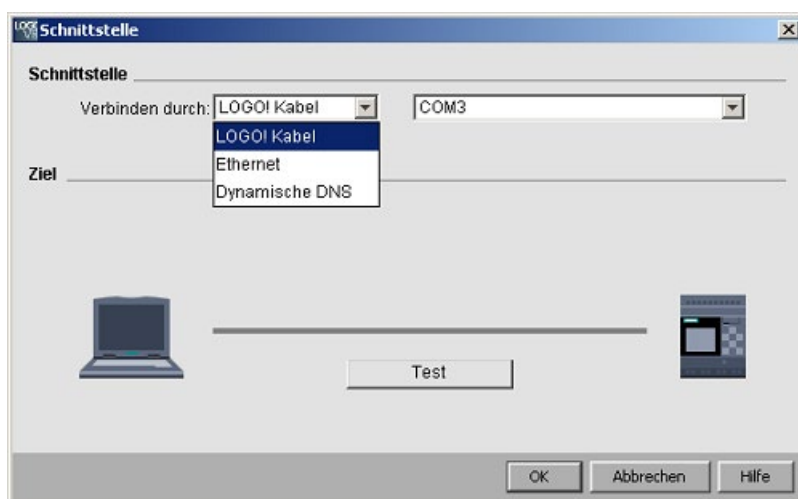 Schnittstelle
Schnittstelle
Verbinden durch: LOGO! Kabel COM3
LOGO! Kabel
Ethernet
Dynamische DNS
Ziel
Test
OK Abbrechen Hilfe